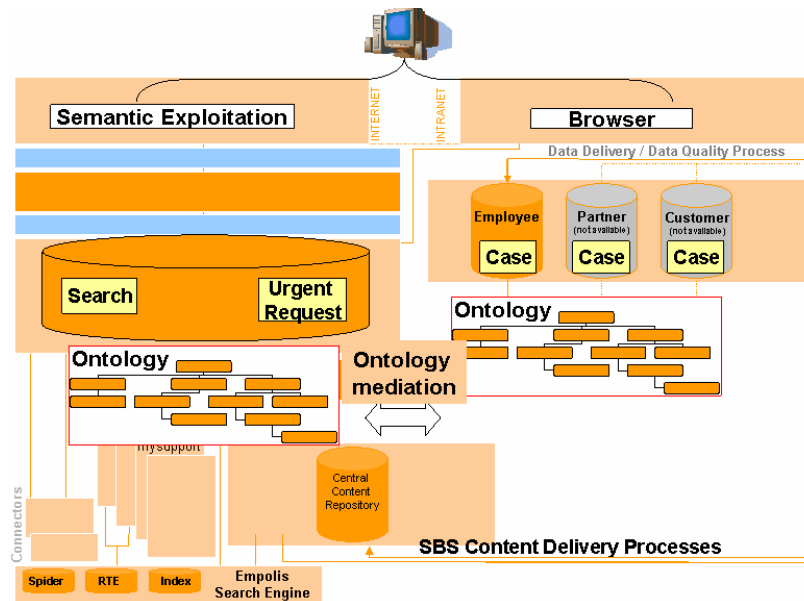 INTERNET
INTRANET
Semantic Exploitation
Browser
Data Delivery / Data Quality Process
Employee
Partner
(not available)
Customer
(not available)
Case
Case
Case
Search
Urgent
Request
Ontology
Ontology
mediation
Ontology
mysupport
Central
Content
Repository
Connectors
SBS Content Delivery Processes
Spider
RTE
Index
Empolis
Search Engine